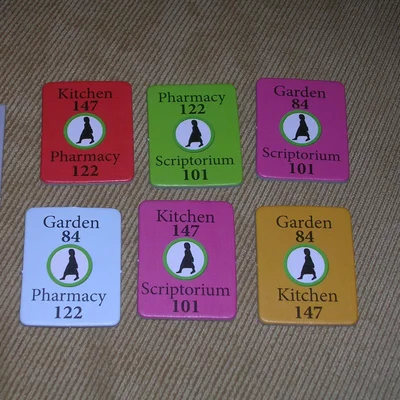 Kitchen
147
Pharmacy
122
Pharmacy
122
Scriptorium
101
Garden
84
Scriptorium
101
Garden
84
Pharmacy
122
Kitchen
147
Scriptorium
101
Garden
84
Kitchen
147